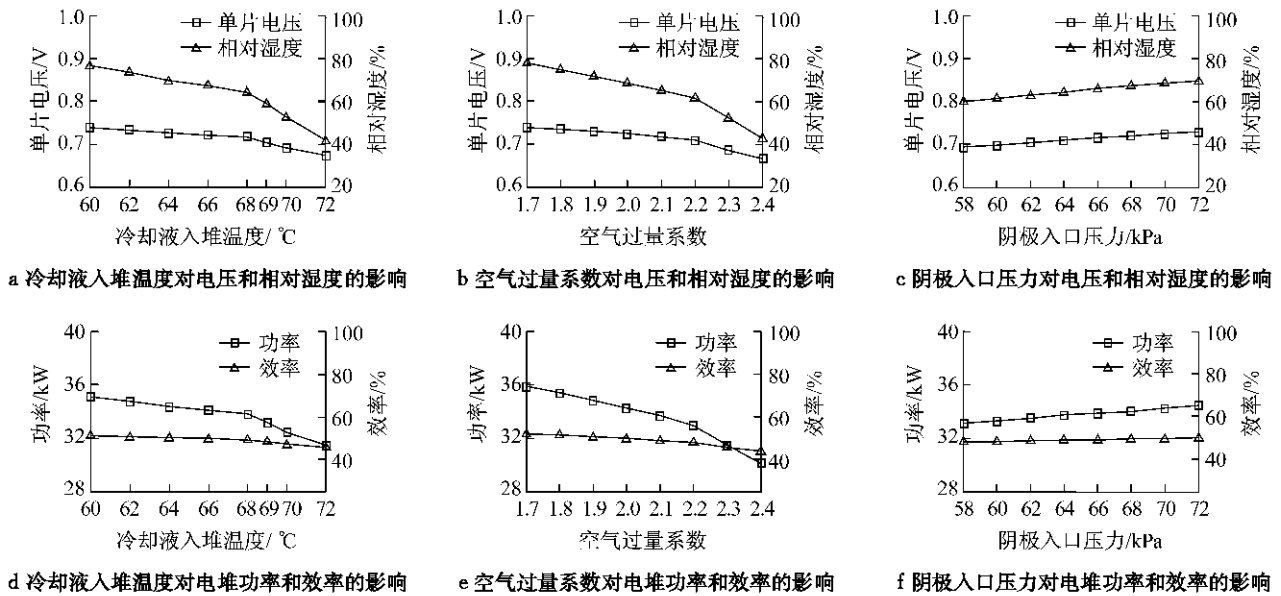 1.0
0.9
0.8
0.7
0.6
单片电压/V
单片电压
相对湿度
100
80
60
40
20
相对湿度/%
60 62 64 66 68 69 70 72
冷却液入堆温度/ ℃
a 冷却液入堆温度对电压和相对湿度的影响
1.0
0.9
0.8
0.7
0.6
单片电压/V
单片电压
相对湿度
100
80
60
40
20
相对湿度/%
1.7 1.8 1.9 2.0 2.1 2.2 2.3 2.4
空气过量系数
b 空气过量系数对电压和相对湿度的影响
1.0
0.9
0.8
0.7
0.6
单片电压/V
单片电压
相对湿度
100
80
60
40
20
相对湿度/%
58 60 62 64 66 68 70 72
阴极入口压力/kPa
c 阴极入口压力对电压和相对湿度的影响
40
36
32
28
功率/kW
功率
效率
100
80
60
40
效率/%
60 62 64 66 68 69 70 72
冷却液入堆温度/ ℃
d 冷却液入堆温度对电堆功率和效率的影响
40
36
32
28
功率/kW
功率
效率
100
80
60
40
效率/%
1.7 1.8 1.9 2.0 2.1 2.2 2.3 2.4
空气过量系数
e 空气过量系数对电堆功率和效率的影响
40
36
32
28
功率/kW
功率
效率
100
80
60
40
效率/%
58 60 62 64 66 68 70 72
阴极入口压力/kPa
f 阴极入口压力对电堆功率和效率的影响